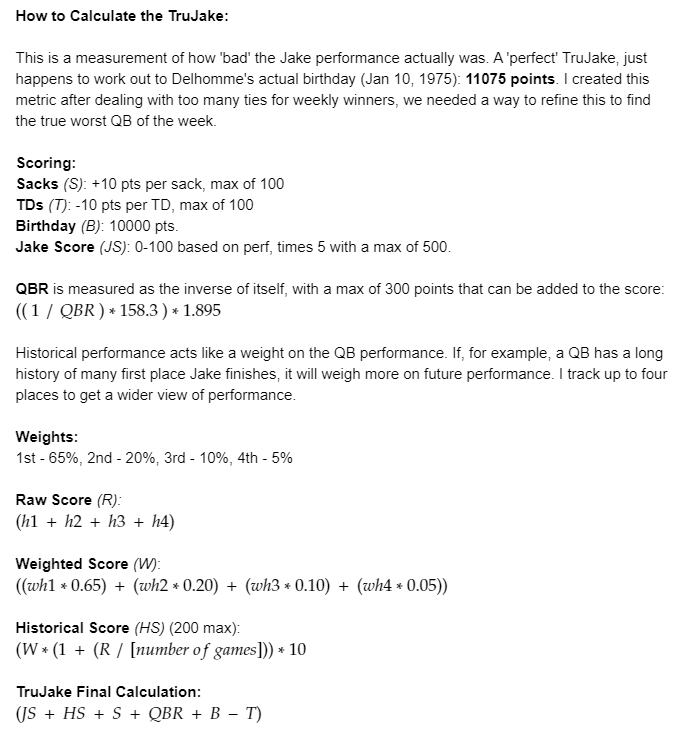 How to Calculate the TruJake:
This is a measurement of how 'bad' the Jake performance actually was. A 'perfect' TruJake, just
happens to work out to Delhomme's actual birthday (Jan 10, 1975): 11075 points. I created this
metric after dealing with too many ties for weekly winners, we needed a way to refine this to find
the true worst QB of the week.
Scoring:
Sacks (S): +10 pts per sack, max of 100
TDs (T): -10 pts per TD, max of 100
Birthday (B): 10000 pts.
Jake Score (JS): 0-100 based on perf, times 5 with a max of 500.
QBR is measured as the inverse of itself, with a max of 300 points that can be added to the score:
((1 / QBR) * 158.3) * 1.895
Historical performance acts like a weight on the QB performance. If, for example, a QB has a long
history of many first place Jake finishes, it will weigh more on future performance. I track up to four
places to get a wider view of performance.
Weights:
1st - 65%, 2nd - 20%, 3rd - 10%, 4th - 5%
Raw Score (R):
(h1 + h2 + h3 + h4)
Weighted Score (W):
((wh1 * 0.65) + (wh2 * 0.20) + (wh3 * 0.10) + (wh4 * 0.05))
Historical Score (HS) (200 max):
(W * (1 + (R / [number of games])) * 10
TruJake Final Calculation:
(JS + HS + S + QBR + B − T)